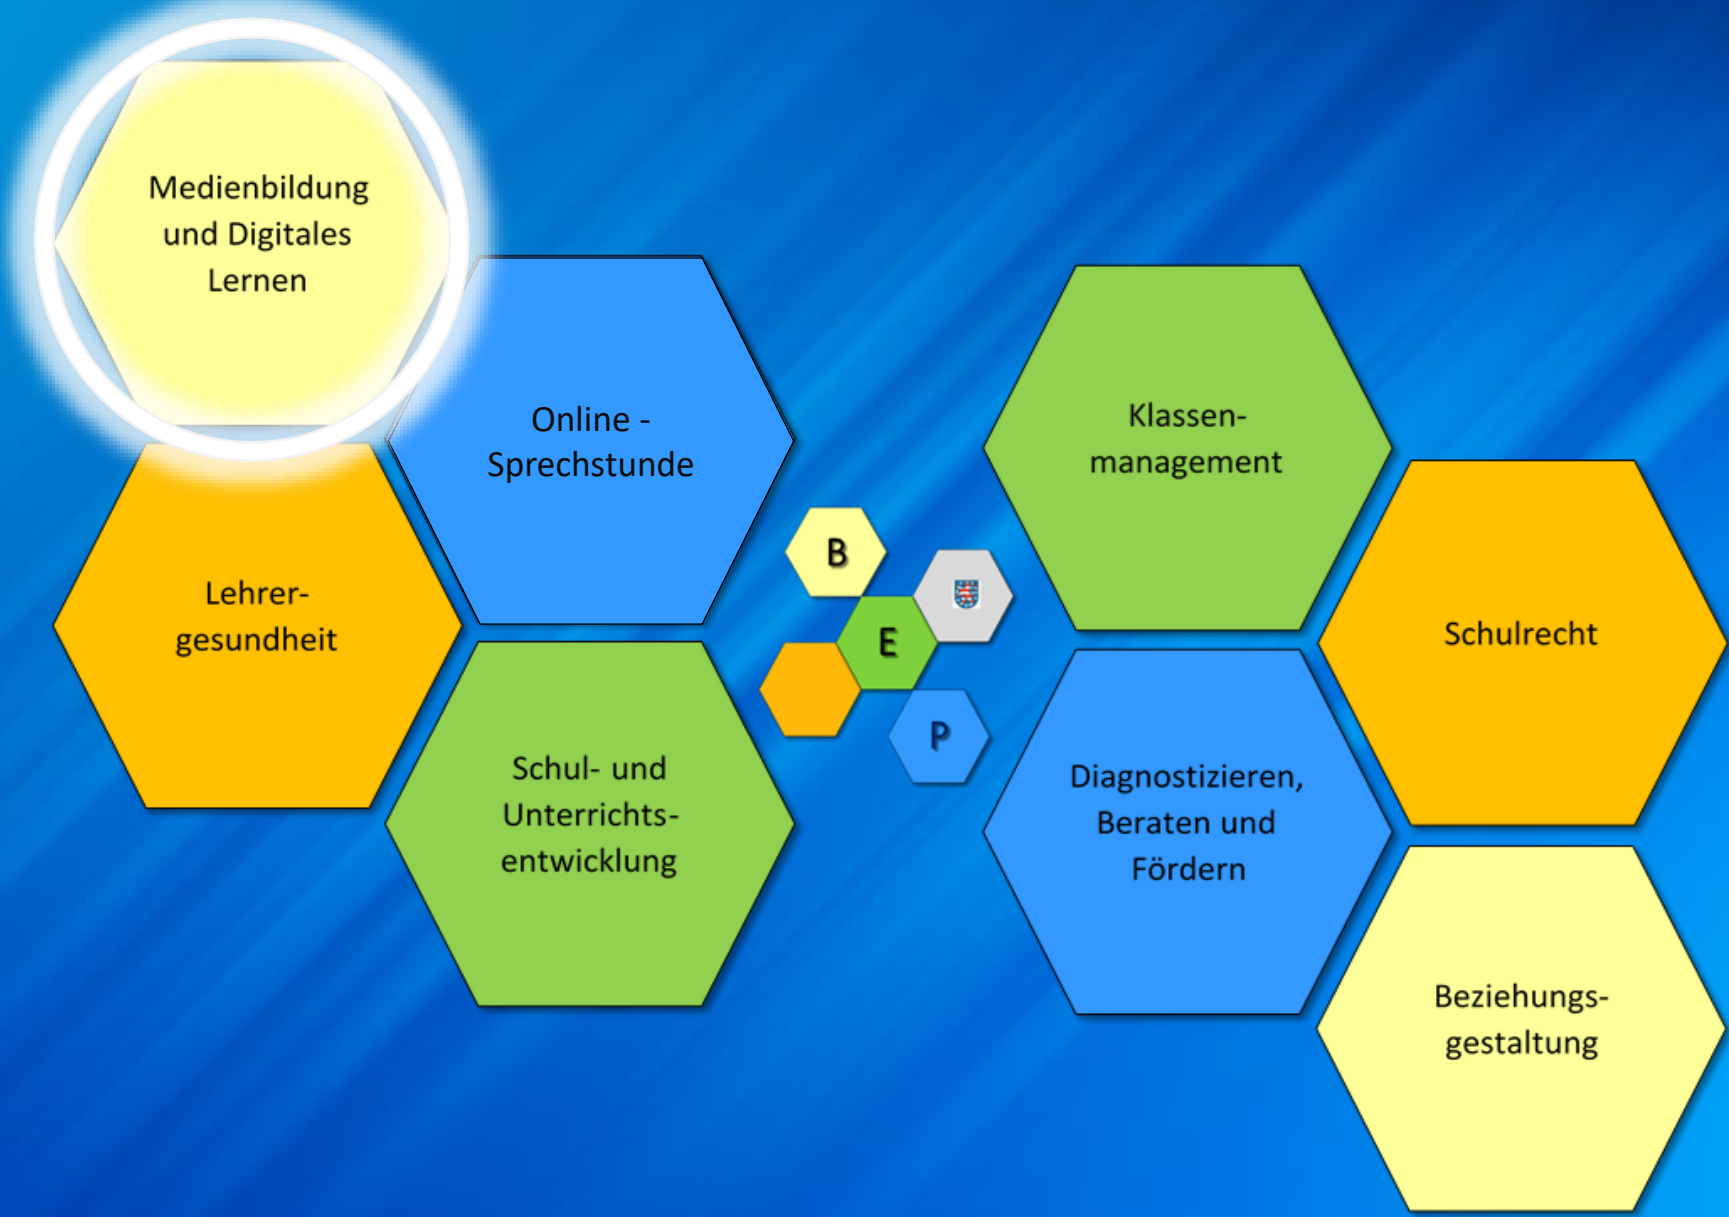 Medienbildung
und Digitales
Lernen
Online -
Sprechstunde
Lehrer-
gesundheit
Schul- und
Unterrichts-
entwicklung
B
E
P
Klassen-
management
Schulrecht
Diagnostizieren,
Beraten und
Fördern
Beziehungs-
gestaltung